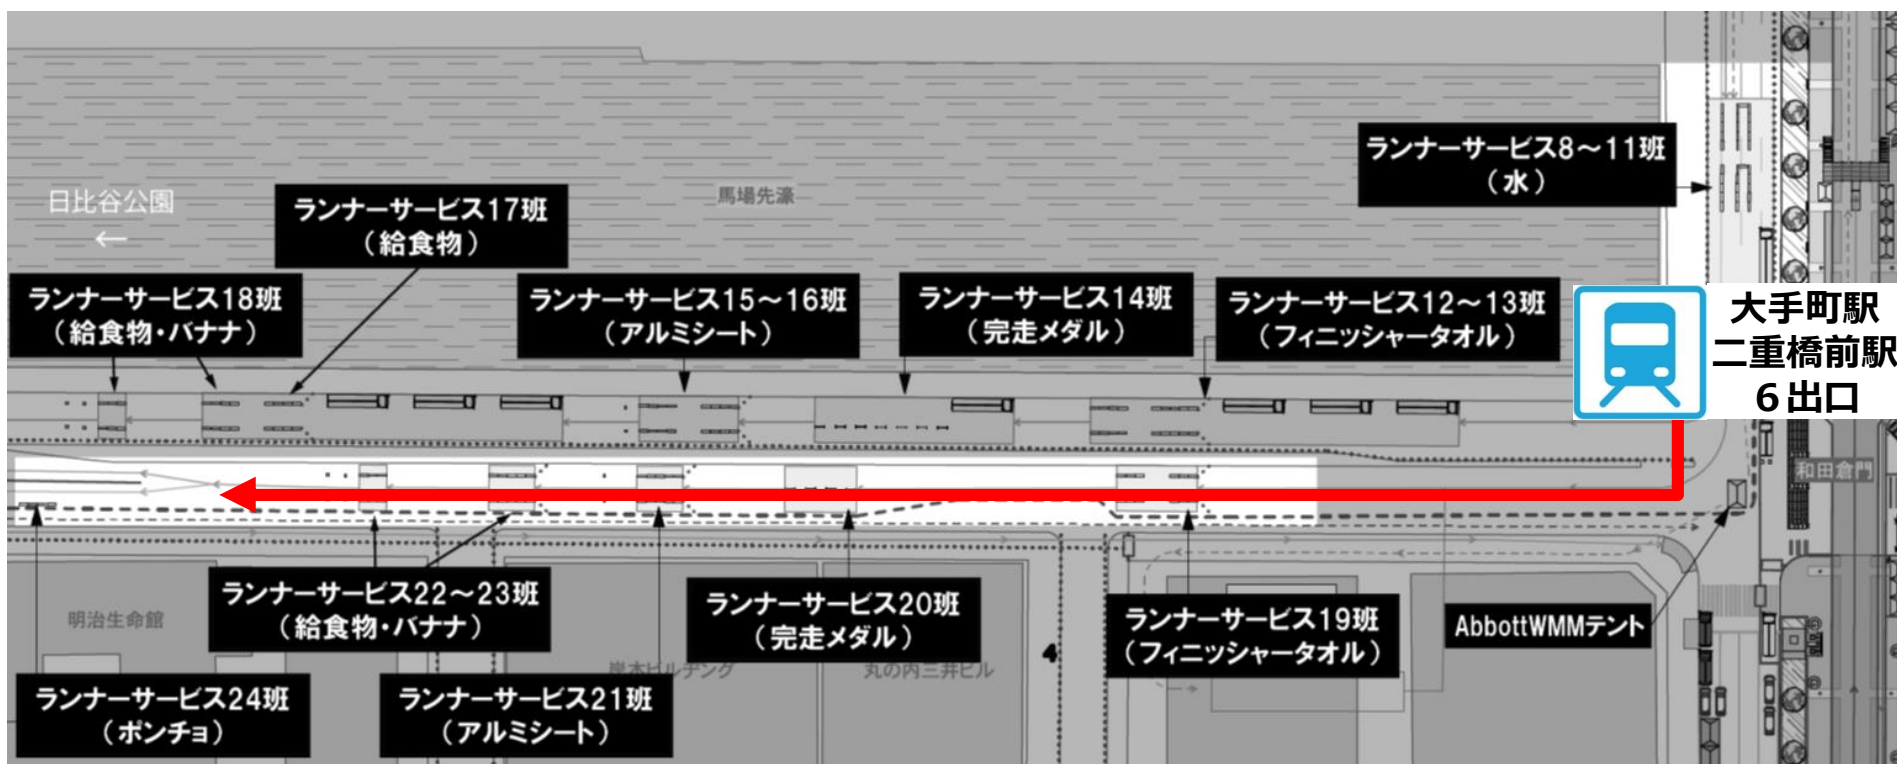 ランナーサービス8～11班
（水）
日比谷公園
←
馬場先濠
ランナーサービス17班
（給食物）
ランナーサービス18班
（給食物・バナナ）
ランナーサービス15～16班
（アルミシート）
ランナーサービス14班
（完走メダル）
ランナーサービス12～13班
（フィニッシャータオル）
大手町駅
二重橋前駅
６出口
和田倉門
ランナーサービス22～23班
（給食物・バナナ）
ランナーサービス20班
（完走メダル）
ランナーサービス19班
（フィニッシャータオル）
AbbottWMMテント
明治生命館
岸本ビルヂング
丸の内三井ビル
4
ランナーサービス24班
（ポンチョ）
ランナーサービス21班
（アルミシート）